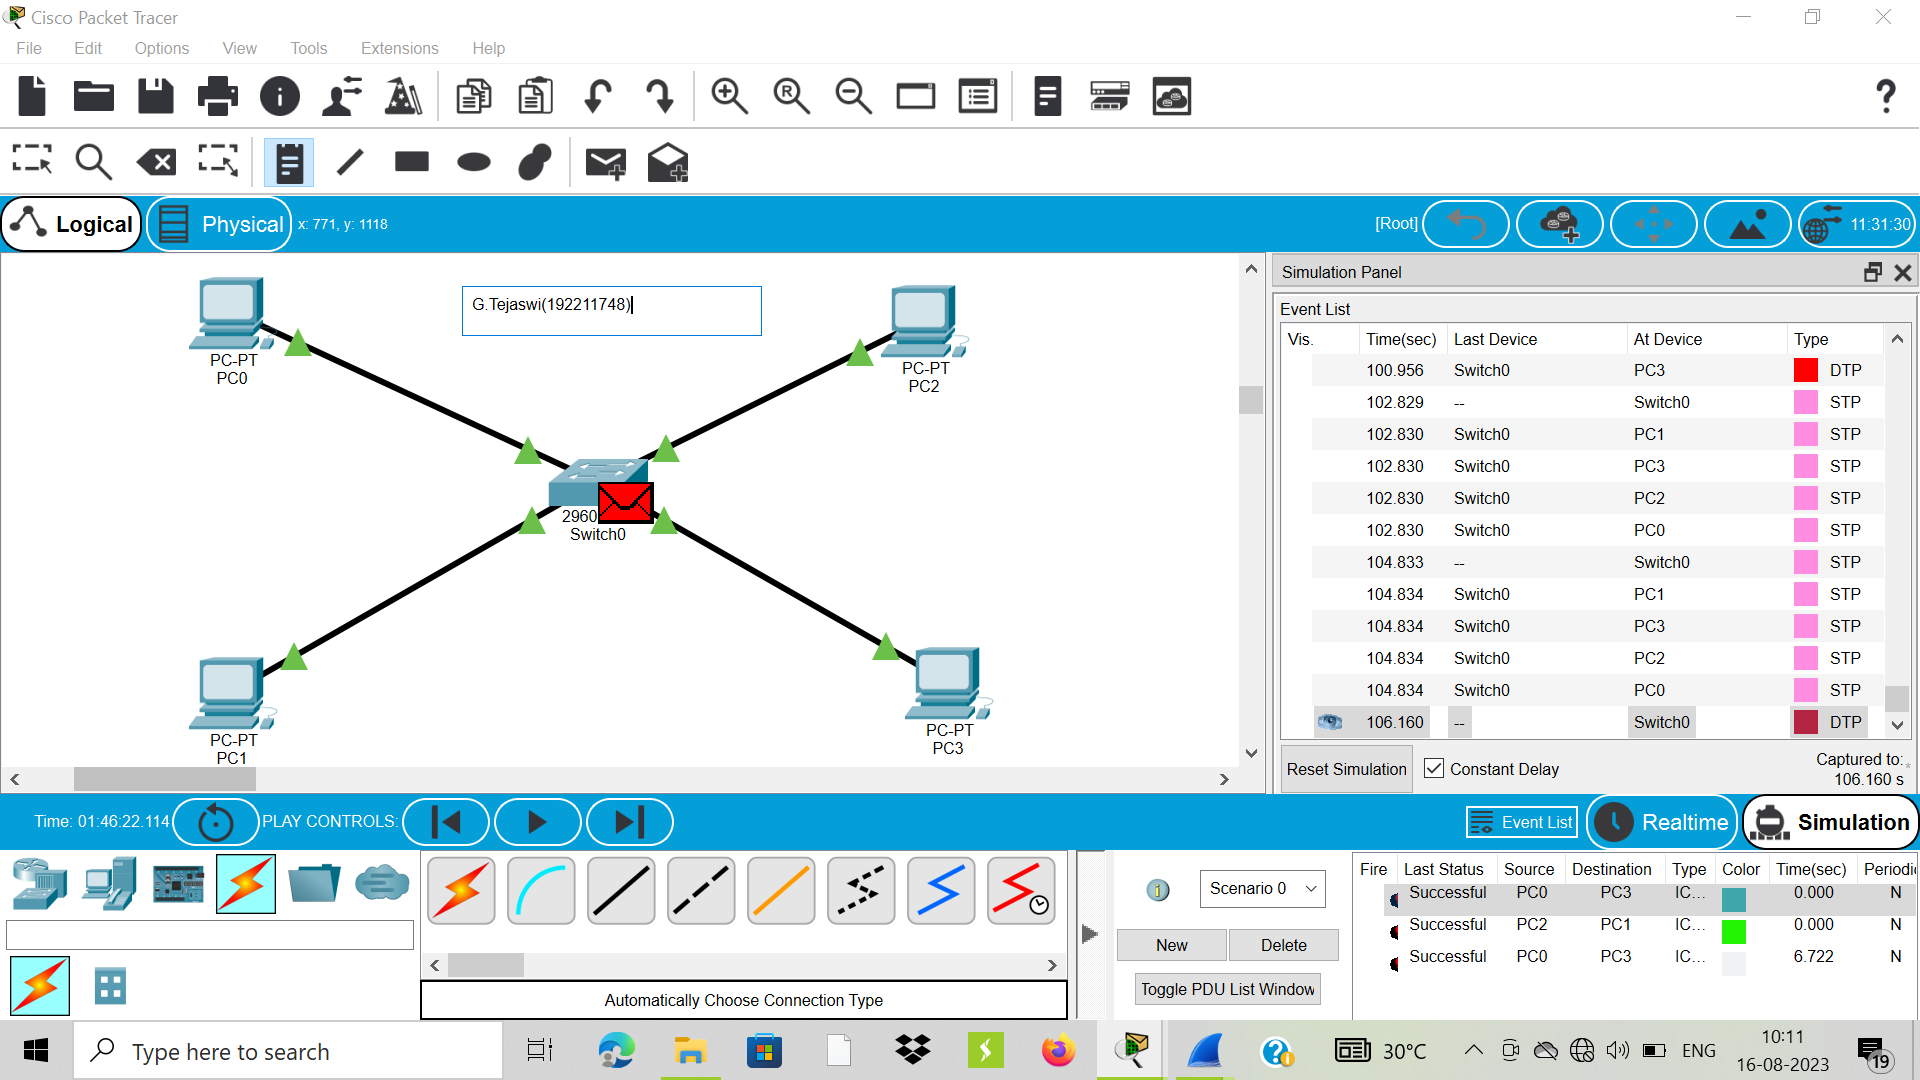 Cisco Packet Tracer
File Edit Options View Tools Extensions Help
Logical Physical x: 771, y: 1118 [Root] 11:31:30
PC-PT
PC0
G.Tejaswi(192211748)
PC-PT
PC2
2960
Switch0
PC-PT
PC1
PC-PT
PC3
Simulation Panel
Event List
Vis. Time(sec) Last Device At Device Type
100.956 Switch0 PC3 DTP
102.829 -- Switch0 STP
102.830 Switch0 PC1 STP
102.830 Switch0 PC3 STP
102.830 Switch0 PC2 STP
102.830 Switch0 PC0 STP
104.833 -- Switch0 STP
104.834 Switch0 PC1 STP
104.834 Switch0 PC3 STP
104.834 Switch0 PC2 STP
104.834 Switch0 PC0 STP
106.160 -- Switch0 DTP
Reset Simulation Constant Delay Captured to: *
106.160 s
Time: 01:46:22.114 PLAY CONTROLS: Event List Realtime Simulation
Automatically Choose Connection Type
Scenario 0
New Delete
Toggle PDU List Window
Fire Last Status Source Destination Type Color Time(sec) Periodi
Successful PC0 PC3 IC... 0.000 N
Successful PC2 PC1 IC... 0.000 N
Successful PC0 PC3 IC... 6.722 N
Type here to search 30°C ENG 10:11
16-08-2023 19